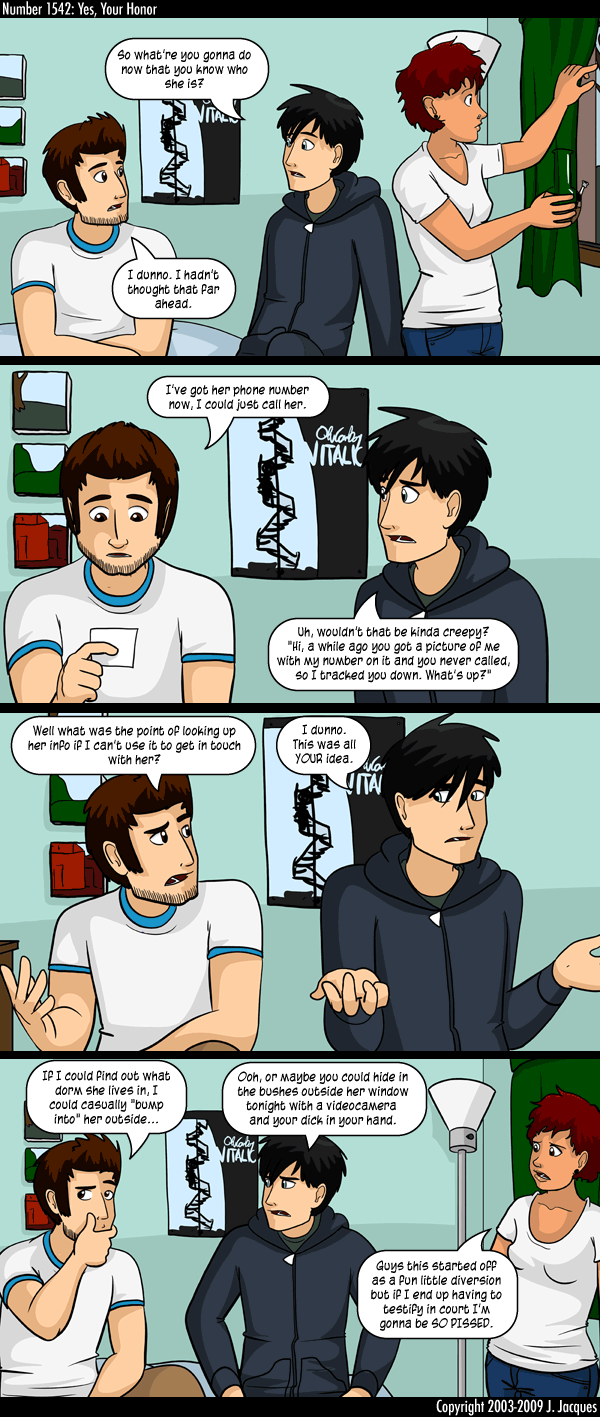 Number 1542: Yes, Your Honor
So what're you gonna do
now that you know who
she is?
VITALIC
I dunno. I hadn't
thought that far
ahead.
I've got her phone number
now, I could just call her.
VITALIC
Uh, wouldn't that be kinda creepy?
"Hi, a while ago you got a picture of me
with my number on it and you never called,
so I tracked you down. What's up?"
Well what was the point of looking up
her info if I can't use it to get in touch
with her?
I dunno.
This was all
YOUR idea.
If I could find out what
dorm she lives in, I
could casually "bump
into" her outside...
Ooh, or maybe you could hide in
the bushes outside her window
tonight with a videocamera
and your dick in your hand.
VITALIC
Guys this started off
as a fun little diversion
but if I end up having to
testify in court I'm
gonna be SO PISSED.
Copyright 2003-2009 J. Jacques